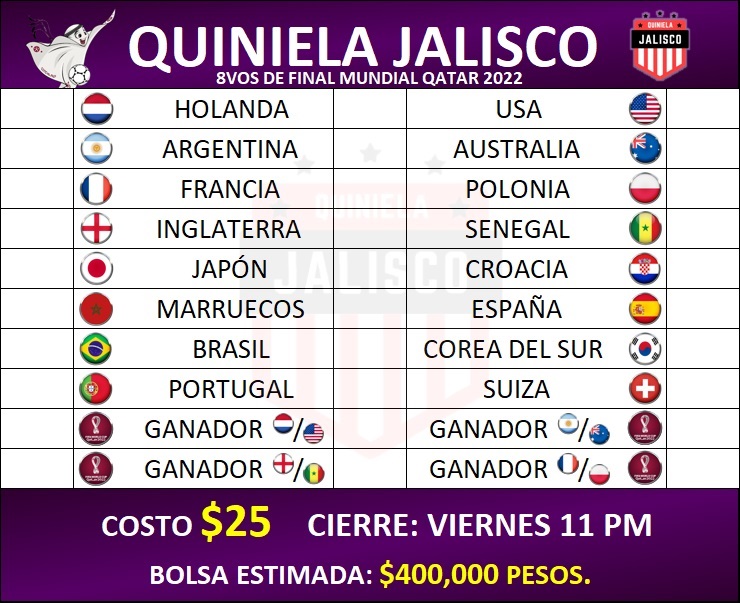 QUINIELA JALISCO
8VOS DE FINAL MUNDIAL QATAR 2022
QUINIELA
JALISCO
HOLANDA USA
ARGENTINA AUSTRALIA
FRANCIA POLONIA
INGLATERRA SENEGAL
JAPÓN CROACIA
MARRUECOS ESPAÑA
BRASIL COREA DEL SUR
PORTUGAL SUIZA
GANADOR / GANADOR /
GANADOR / GANADOR /
QUINIELA
JALISCO
COSTO $25 CIERRE: VIERNES 11 PM
BOLSA ESTIMADA: $400,000 PESOS.